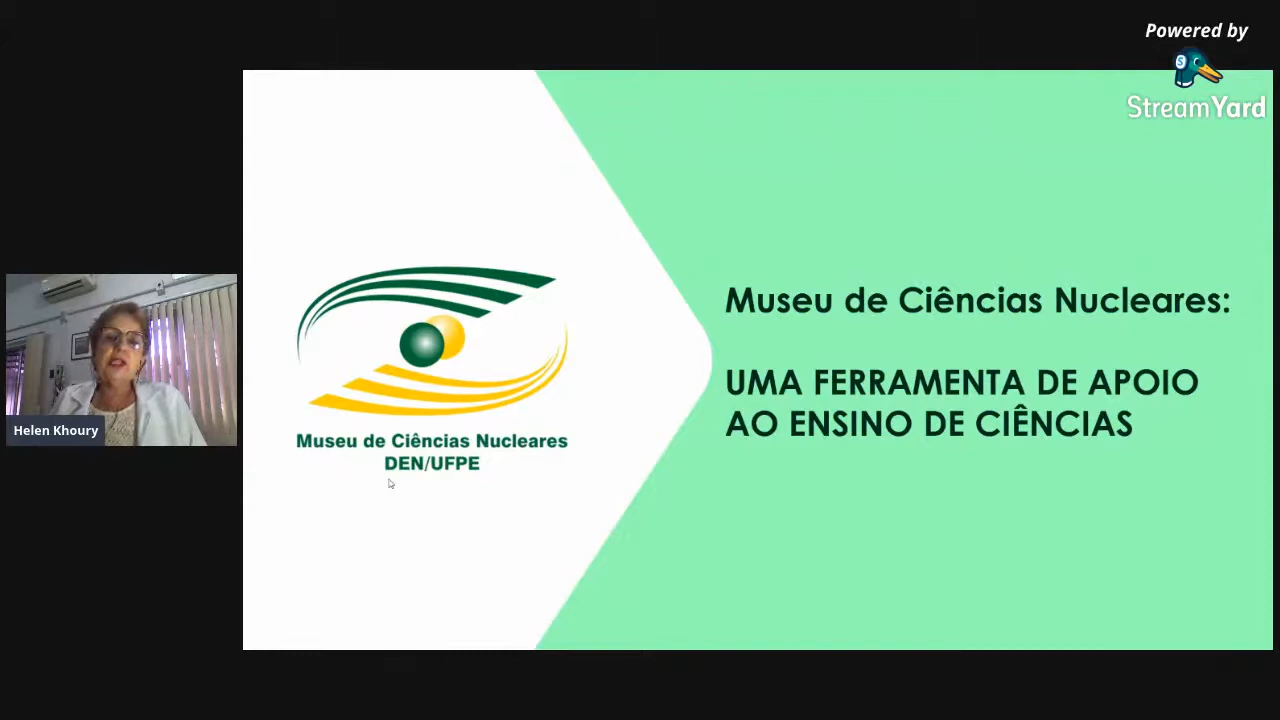 Powered by
StreamYard
Museu de Ciências Nucleares:
UMA FERRAMENTA DE APOIO
AO ENSINO DE CIÊNCIAS
Museu de Ciências Nucleares
DEN/UFPE
Helen Khoury